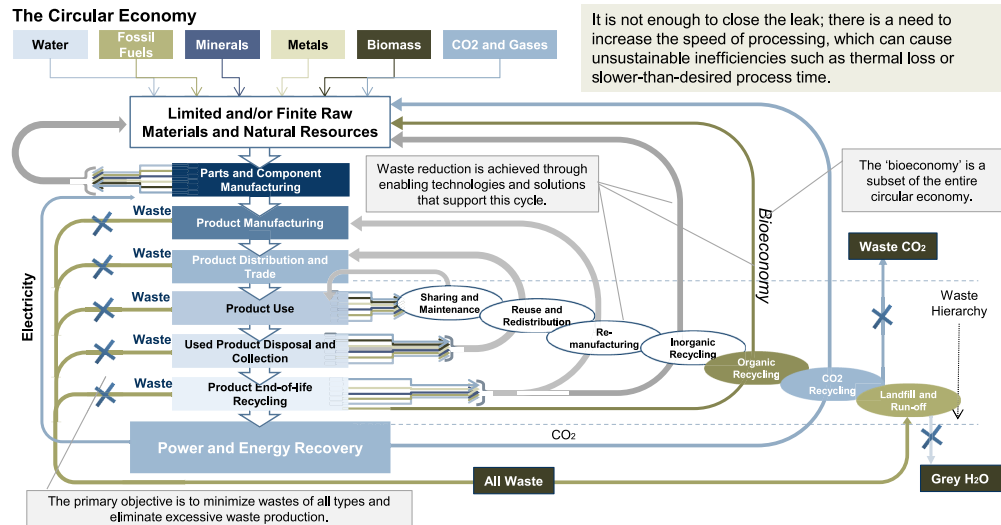 The Circular Economy
Water
Fossil
Fuels
Minerals
Metals
Biomass
CO2 and Gases
It is not enough to close the leak; there is a need to
increase the speed of processing, which can cause
unsustainable inefficiencies such as thermal loss or
slower-than-desired process time.
Limited and/or Finite Raw
Materials and Natural Resources
Parts and Component
Manufacturing
Waste reduction is achieved through
enabling technologies and solutions
that support this cycle.
The ‘bioeconomy’ is a
subset of the entire
circular economy.
Waste
Product Manufacturing
Bioeconomy
Waste CO₂
Waste
Product Distribution and
Trade
Electricity
Waste
Product Use
Sharing and
Maintenance
Reuse and
Redistribution
Re-
manufacturing
Inorganic
Recycling
Organic
Recycling
CO2
Recycling
Landfill and
Run-off
Waste
Hierarchy
Waste
Used Product Disposal and
Collection
Waste
Product End-of-life
Recycling
Power and Energy Recovery
CO₂
All Waste
Grey H₂O
The primary objective is to minimize wastes of all types and
eliminate excessive waste production.